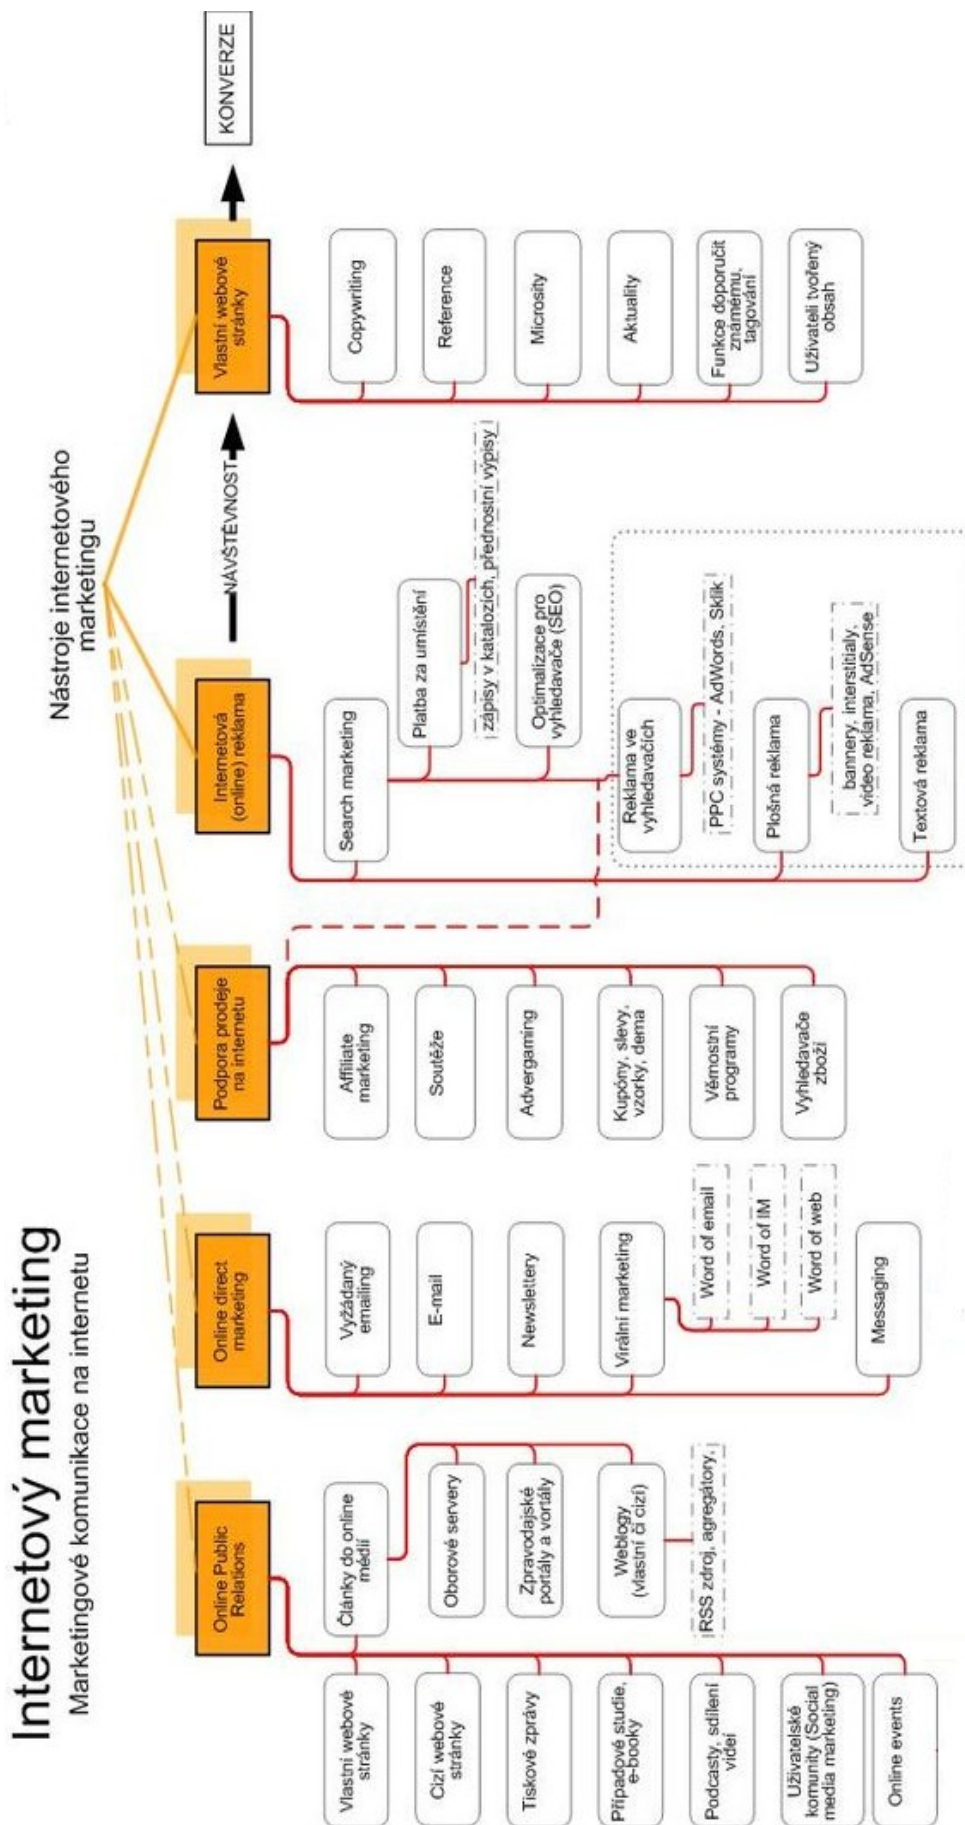 Internetový marketing
Marketingové komunikace na internetu
Nástroje internetového
marketingu
Online Public
Relations
Vlastní webové
stránky
Cizí webové
stránky
Tiskové zprávy
Případové studie,
e-booky
Podcasty, sdílení
videí
Uživatelské
komunity (Social
media marketing)
Online events
Články do online
médií
Oborové servery
Zpravodajské
portály a vortály
Weblogy
(vlastní či cizí)
RSS zdroj, agregátory,
Online direct
marketing
Vyžádaný
emailing
E-mail
Newslettery
Virální marketing
Word of email
Word of IM
Word of web
Messaging
Podpora prodeje
na internetu
Affiliate
marketing
Soutěže
Advergaming
Kupóny, slevy,
vzorky, dema
Věrnostní
programy
Vyhledavače
zboží
Internetová
(online) reklama
Search marketing
Platba za umístění
zápisy v katalozích, přednostní výpisy
Optimalizace pro
vyhledavače (SEO)
Reklama ve
vyhledavačích
PPC systémy - AdWords, Sklik
Plošná reklama
bannery, interstitialy,
video reklama, AdSense
Textová reklama
NÁVŠTĚVNOST
Vlastní webové
stránky
Copywriting
Reference
Microsity
Aktuality
Funkce doporučit
známému,
tagování
Uživateli tvořený
obsah
KONVERZE